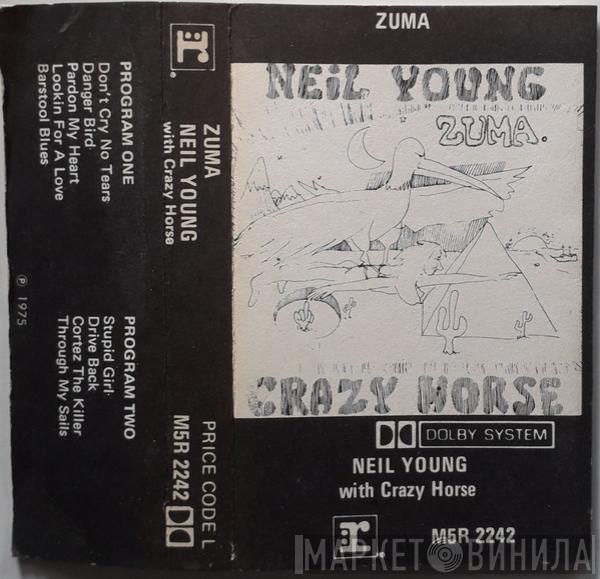 PROGRAM ONE
Don't Cry No Tears
Danger Bird
Pardon My Heart
Lookin For A Love
Barstool Blues
PROGRAM TWO
Stupid Girl
Drive Back
Cortez The Killer
Through My Sails
℗ 1975
r
ZUMA
NEIL YOUNG
with Crazy Horse
PRICE CODE L
M5R 2242
ZUMA
NEiL YOUNG
ZUMA.
CRAZY HORSE
DOLBY SYSTEM
NEIL YOUNG
with Crazy Horse
r
M5R 2242
МАРКЕТ ВИНИЛА